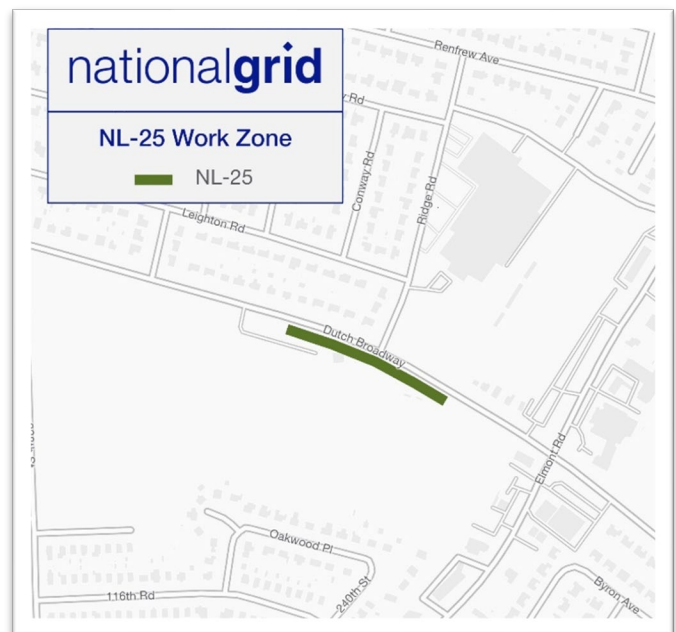 nationalgrid
NL-25 Work Zone
NL-25
Renfrew Ave
Rd
Conway Rd
Ridge Rd
Leighton Rd
Dutch Broadway
Elmont Rd
Oakwood Pl
116th Rd
240th St
Byron Ave